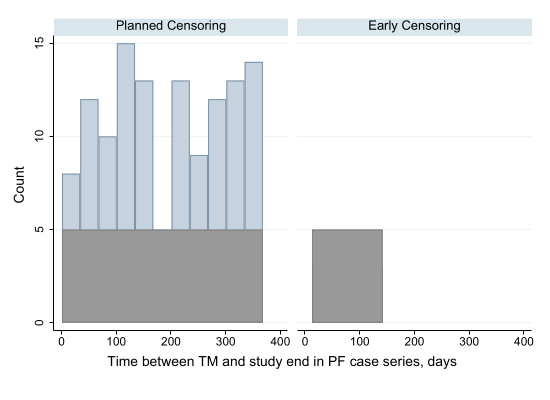 Planned Censoring
Early Censoring
15
10
5
0
Count
0 100 200 300 400
0 100 200 300 400
Time between TM and study end in PF case series, days